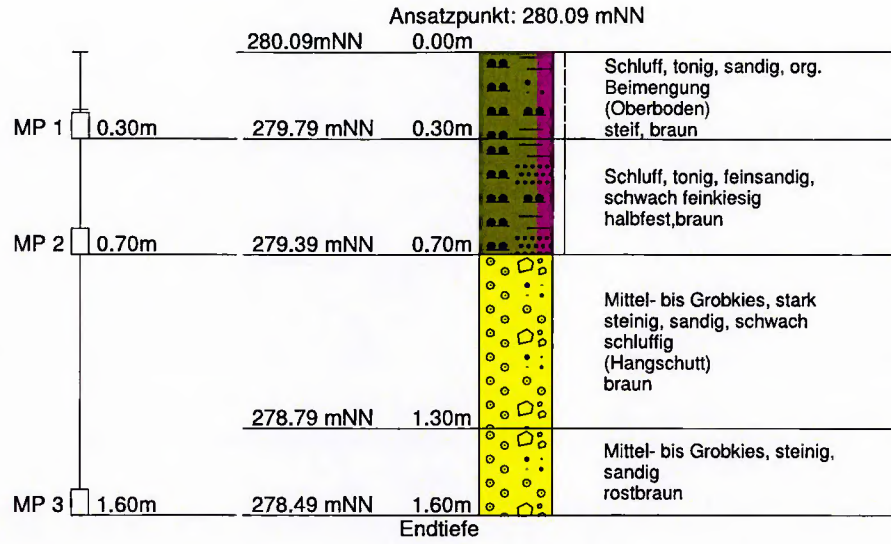 Ansatzpunkt: 280.09 mNN
280.09mNN 0.00m
Schluff, tonig, sandig, org.
Beimengung
(Oberboden)
steif, braun
MP 1 0.30m 279.79 mNN 0.30m
Schluff, tonig, feinsandig,
schwach feinkiesig
halbfest,braun
MP 2 0.70m 279.39 mNN 0.70m
Mittel- bis Grobkies, stark
steinig, sandig, schwach
schluffig
(Hangschutt)
braun
278.79 mNN 1.30m
Mittel- bis Grobkies, steinig,
sandig
rostbraun
MP 3 1.60m 278.49 mNN 1.60m
Endtiefe